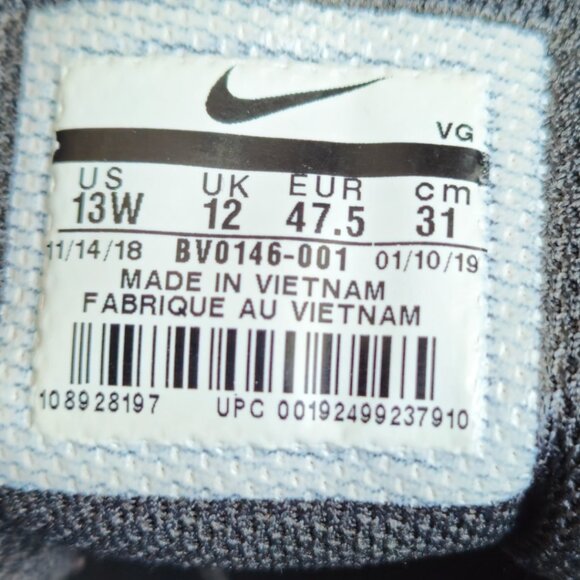 VG
US UK EUR cm
13W 12 47.5 31
11/14/18 BV0146-001 01/10/19
MADE IN VIETNAM
FABRIQUE AU VIETNAM
108928197 UPC 00192499237910